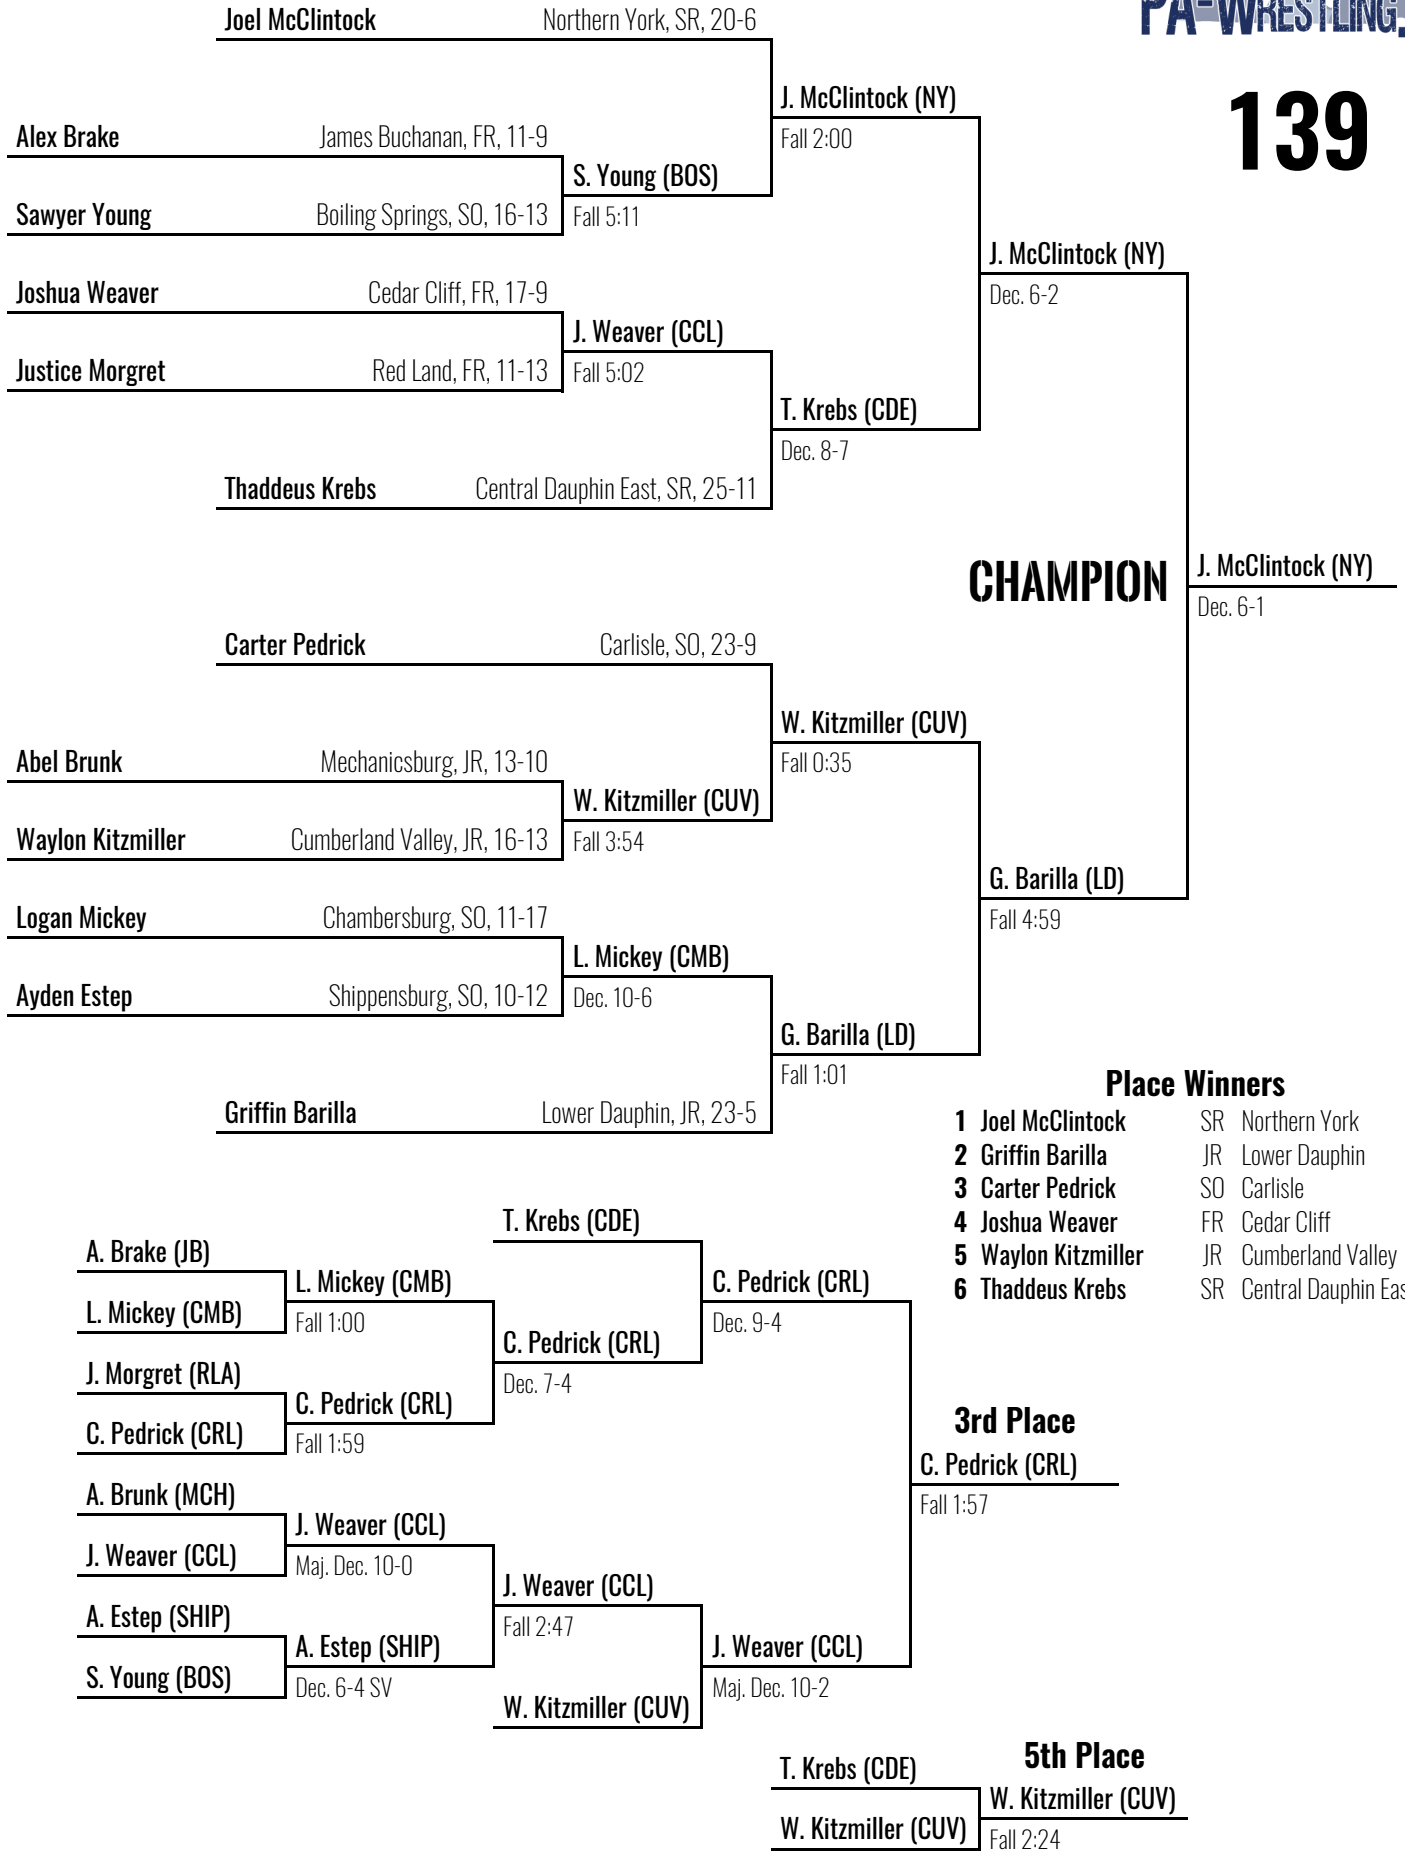 PA-WRESTLING.
139
Joel McClintock Northern York, SR, 20-6
J. McClintock (NY)
Fall 2:00
Alex Brake James Buchanan, FR, 11-9
S. Young (BOS)
Fall 5:11
Sawyer Young Boiling Springs, SO, 16-13
J. McClintock (NY)
Dec. 6-2
Joshua Weaver Cedar Cliff, FR, 17-9
J. Weaver (CCL)
Fall 5:02
Justice Morgret Red Land, FR, 11-13
T. Krebs (CDE)
Dec. 8-7
Thaddeus Krebs Central Dauphin East, SR, 25-11
CHAMPION
J. McClintock (NY)
Dec. 6-1
Carter Pedrick Carlisle, SO, 23-9
W. Kitzmiller (CUV)
Fall 0:35
Abel Brunk Mechanicsburg, JR, 13-10
W. Kitzmiller (CUV)
Fall 3:54
Waylon Kitzmiller Cumberland Valley, JR, 16-13
G. Barilla (LD)
Fall 4:59
Logan Mickey Chambersburg, SO, 11-17
L. Mickey (CMB)
Dec. 10-6
Ayden Estep Shippensburg, SO, 10-12
G. Barilla (LD)
Fall 1:01
Griffin Barilla Lower Dauphin, JR, 23-5
Place Winners
1 Joel McClintock SR Northern York
2 Griffin Barilla JR Lower Dauphin
3 Carter Pedrick SO Carlisle
4 Joshua Weaver FR Cedar Cliff
5 Waylon Kitzmiller JR Cumberland Valley
6 Thaddeus Krebs SR Central Dauphin Eas
T. Krebs (CDE)
A. Brake (JB)
L. Mickey (CMB)
Fall 1:00
L. Mickey (CMB)
C. Pedrick (CRL)
Dec. 9-4
C. Pedrick (CRL)
Dec. 7-4
J. Morgret (RLA)
C. Pedrick (CRL)
Fall 1:59
C. Pedrick (CRL)
3rd Place
C. Pedrick (CRL)
Fall 1:57
A. Brunk (MCH)
J. Weaver (CCL)
Maj. Dec. 10-0
J. Weaver (CCL)
J. Weaver (CCL)
Fall 2:47
A. Estep (SHIP)
A. Estep (SHIP)
Dec. 6-4 SV
S. Young (BOS)
J. Weaver (CCL)
Maj. Dec. 10-2
W. Kitzmiller (CUV)
5th Place
T. Krebs (CDE)
W. Kitzmiller (CUV)
Fall 2:24
W. Kitzmiller (CUV)